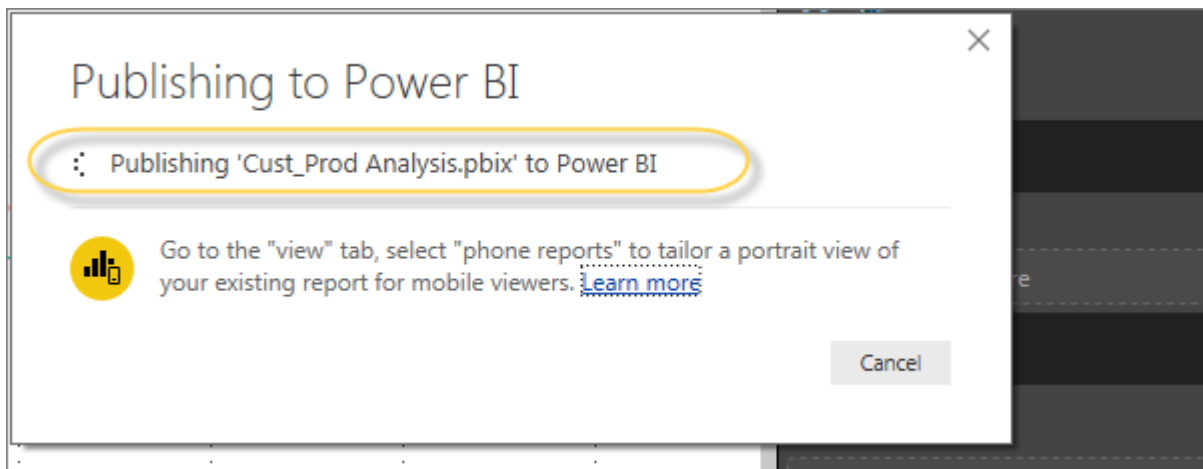 Publishing to Power BI
Publishing 'Cust_Prod Analysis.pbix' to Power BI
Go to the "view" tab, select "phone reports" to tailor a portrait view of
your existing report for mobile viewers. Learn more
Cancel